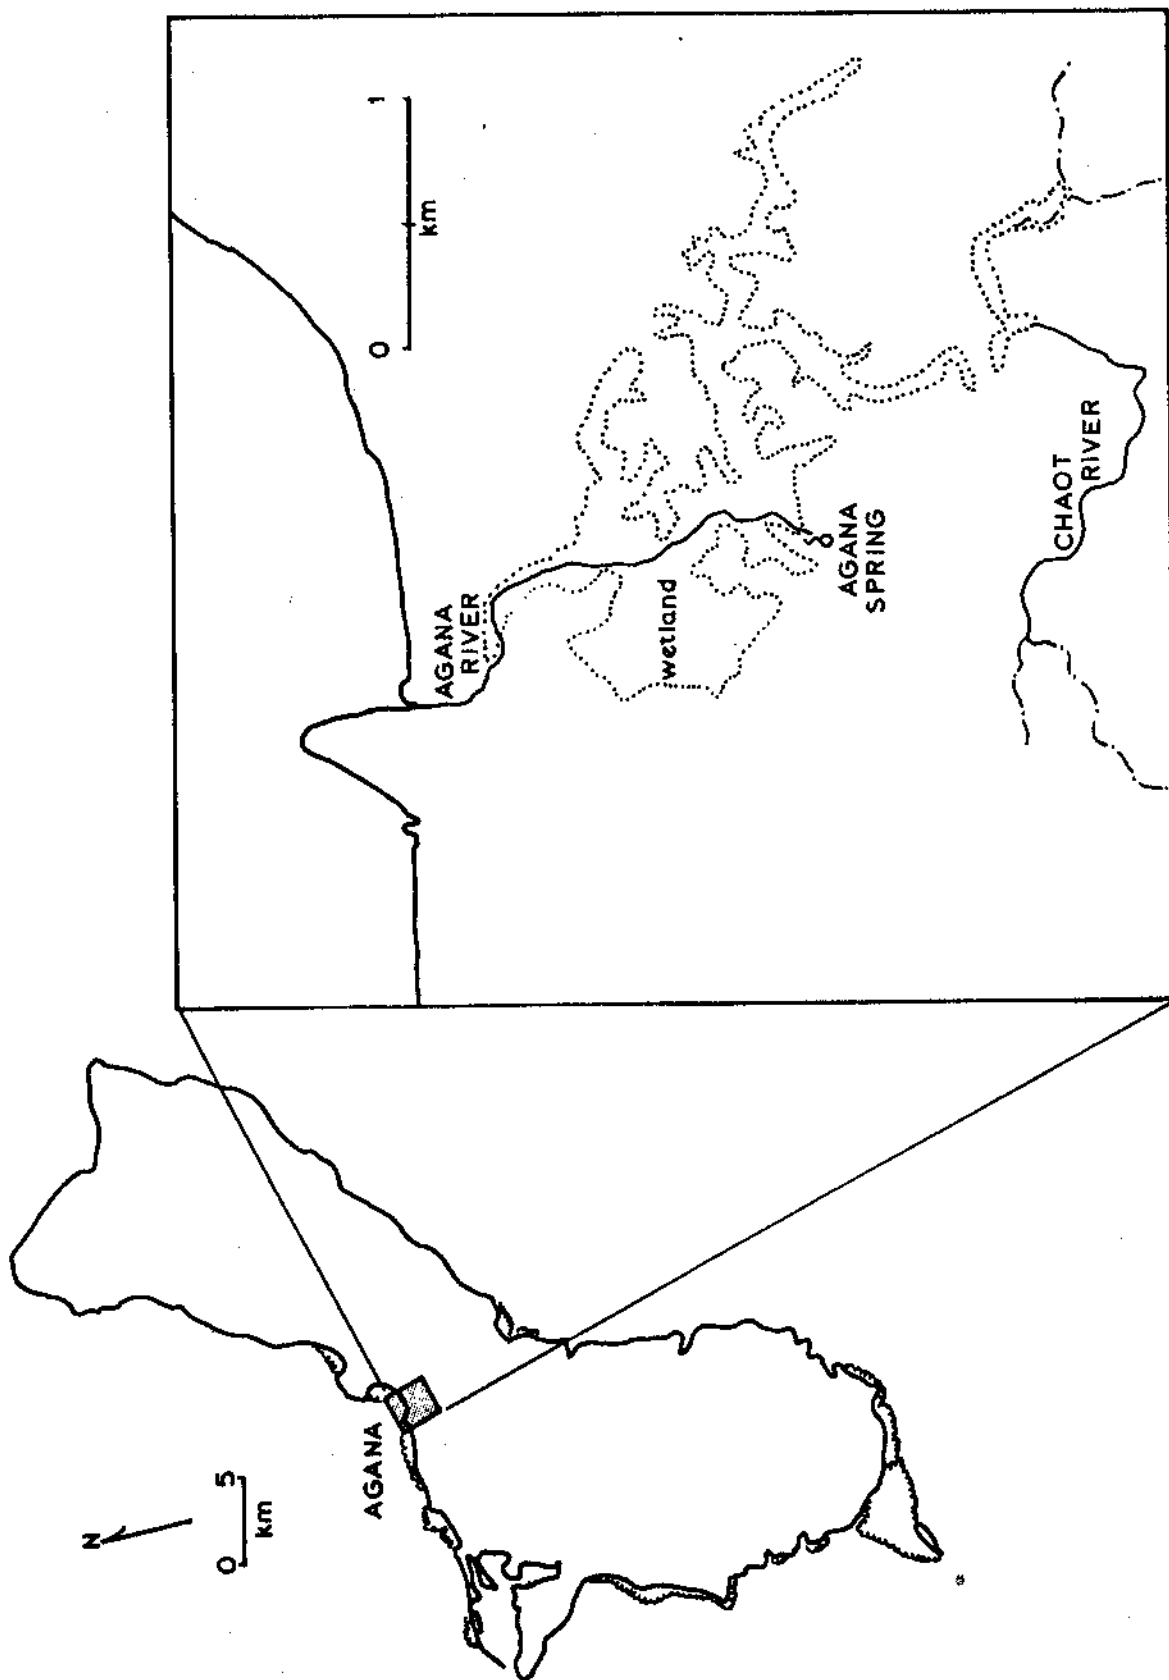 N
0 5
km
AGANA
0 1
km
AGANA
RIVER
wetland
AGANA
SPRING
CHAOT
RIVER